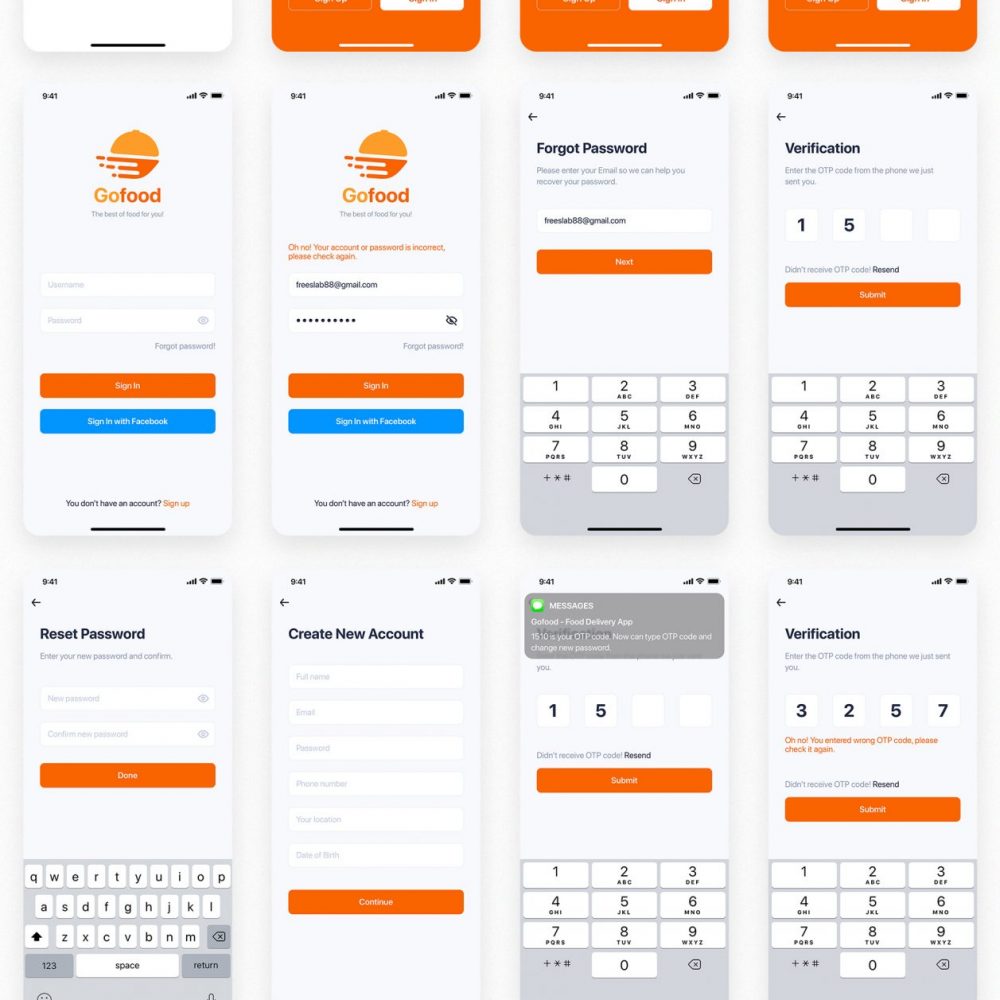 Sign Up
Sign In
Sign Up
Sign In
Sign Up
Sign In
9:41
Gofood
The best of food for you!
Username
Password
Forgot password!
Sign In
Sign In with Facebook
You don't have an account? Sign up
9:41
Gofood
The best of food for you!
Oh no! Your account or password is incorrect,
please check again.
freeslab88@gmail.com
Forgot password!
Sign In
Sign In with Facebook
You don't have an account? Sign up
9:41
Forgot Password
Please enter your Email so we can help you
recover your password.
freeslab88@gmail.com
Next
1 2 3
ABC DEF
4 5 6
GHI JKL MNO
7 8 9
PQRS TUV WXYZ
+ * # 0
9:41
Verification
Enter the OTP code from the phone we just
sent you.
1 5
Didn't receive OTP code! Resend
Submit
1 2 3
ABC DEF
4 5 6
GHI JKL MNO
7 8 9
PQRS TUV WXYZ
+ * # 0
9:41
Reset Password
Enter your new password and confirm.
New password
Confirm new password
Done
q w e r t y u i o p
a s d f g h j k l
z x c v b n m
123 space return
9:41
Create New Account
Full name
Email
Password
Phone number
Your location
Date of Birth
Continue
9:41
MESSAGES
Gofood - Food Delivery App
1510 is your OTP code. Now can type OTP code and
change new password.
you.
1 5
Didn't receive OTP code! Resend
Submit
1 2 3
ABC DEF
4 5 6
GHI JKL MNO
7 8 9
PQRS TUV WXYZ
+ * # 0
9:41
Verification
Enter the OTP code from the phone we just sent
you.
3 2 5 7
Oh no! You entered wrong OTP code, please
check it again.
Didn't receive OTP code! Resend
Submit
1 2 3
ABC DEF
4 5 6
GHI JKL MNO
7 8 9
PQRS TUV WXYZ
+ * # 0